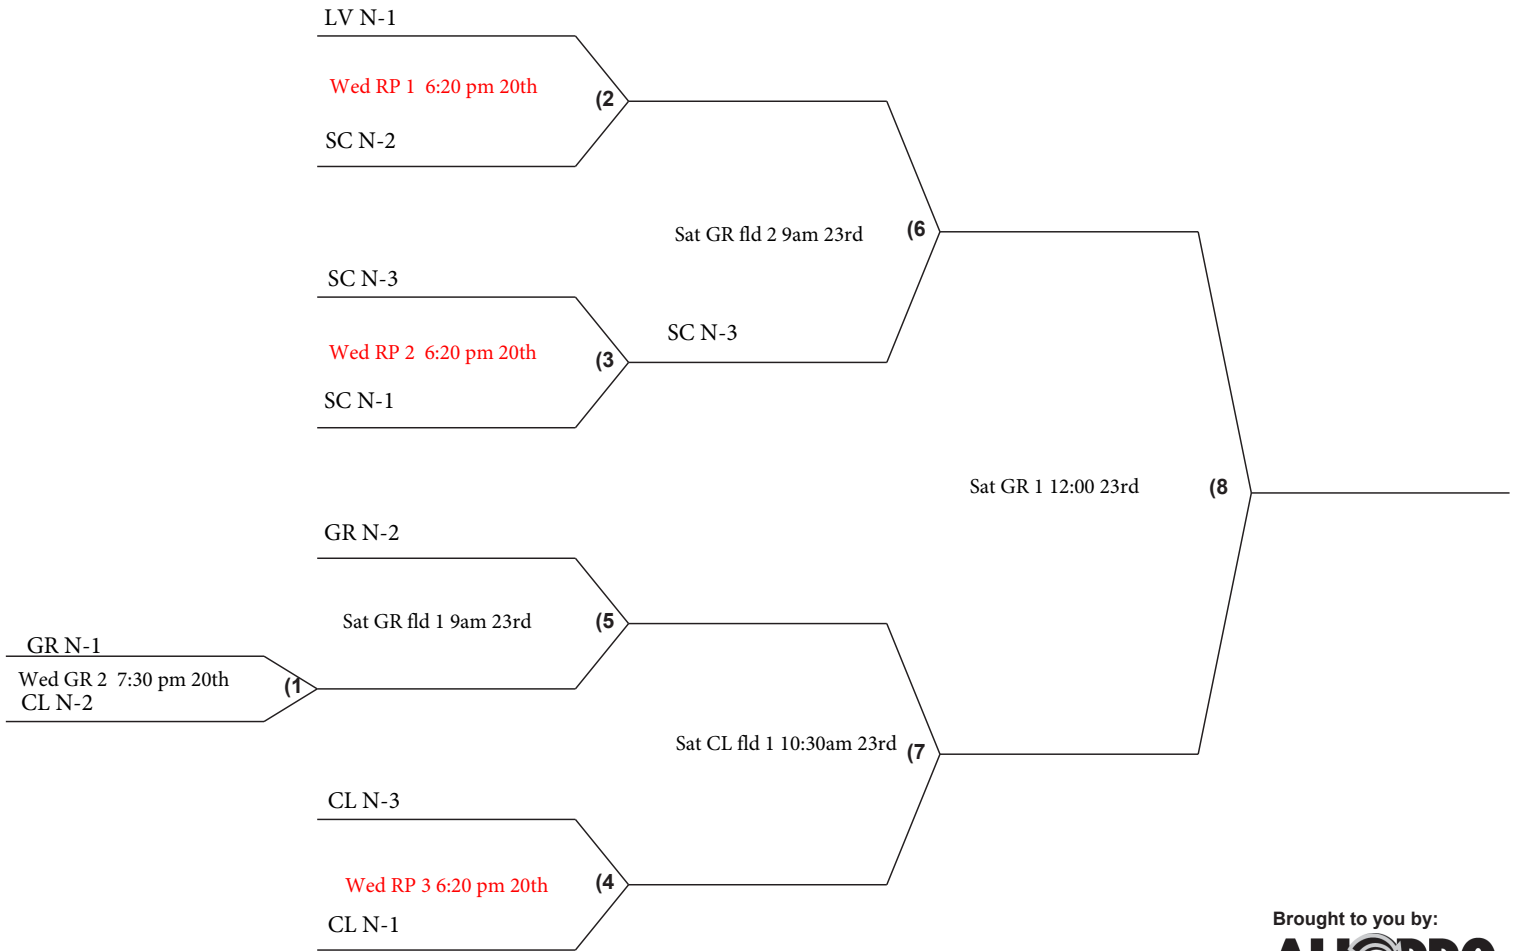 LV N-1
Wed RP 1 6:20 pm 20th
(2
SC N-2
Sat GR fld 2 9am 23rd
(6
SC N-3
SC N-3
Wed RP 2 6:20 pm 20th
(3
SC N-1
Sat GR 1 12:00 23rd
(8
GR N-2
Sat GR fld 1 9am 23rd
(5
GR N-1
Wed GR 2 7:30 pm 20th
(1
CL N-2
Sat CL fld 1 10:30am 23rd
(7
CL N-3
Wed RP 3 6:20 pm 20th
(4
CL N-1
Brought to you by: